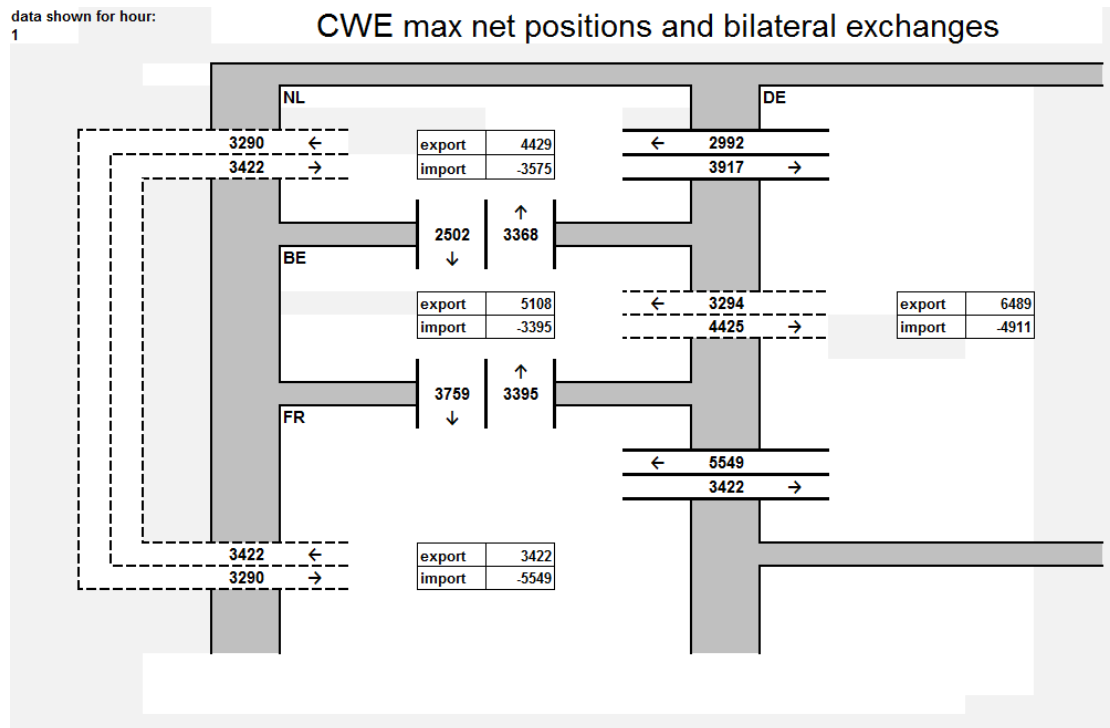 data shown for hour:
1
CWE max net positions and bilateral exchanges
NL
DE
3290 ←
3422 →
export 4429
import -3575
← 2992
3917 →
2502 ↓
↑ 3368
BE
export 5108
import -3395
← 3294
4425 →
export 6489
import -4911
3759 ↓
↑ 3395
FR
← 5549
3422 →
3422 ←
3290 →
export 3422
import -5549